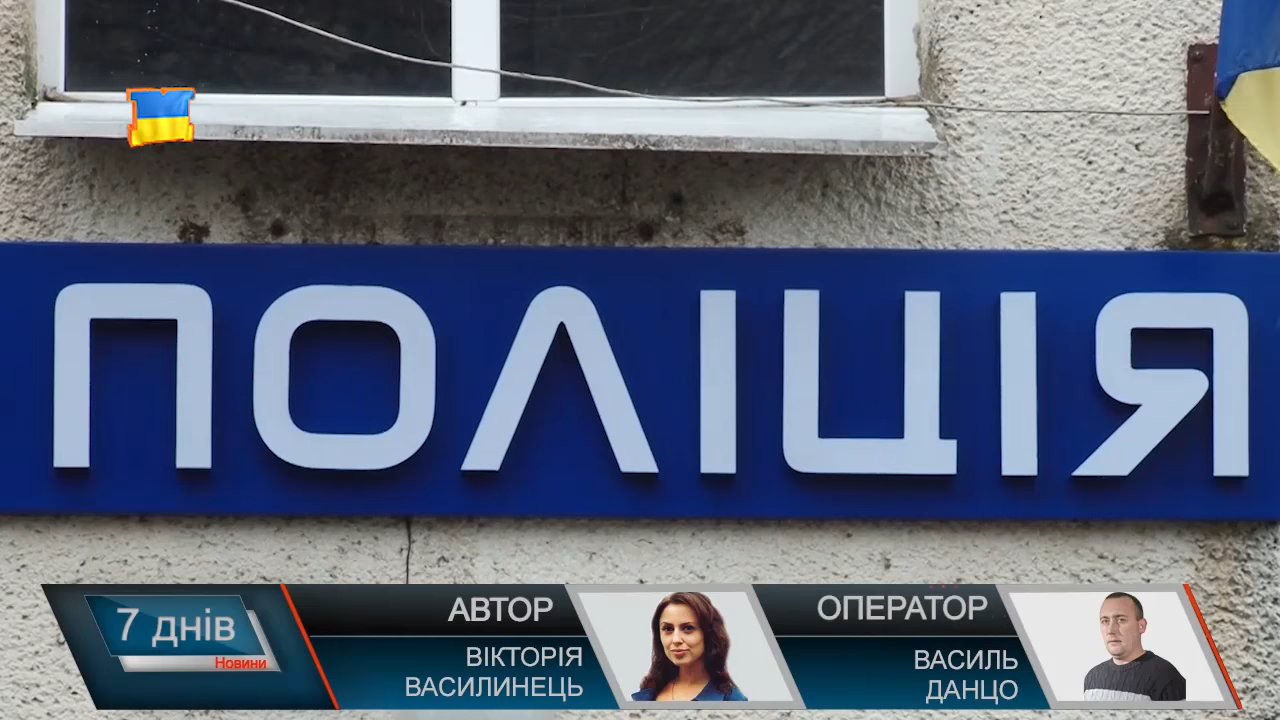 ПОЛІЦІЯ
7 днів
Новини
АВТОР
ВІКТОРІЯ
ВАСИЛИНЕЦЬ
ОПЕРАТОР
ВАСИЛЬ
ДАНЦО